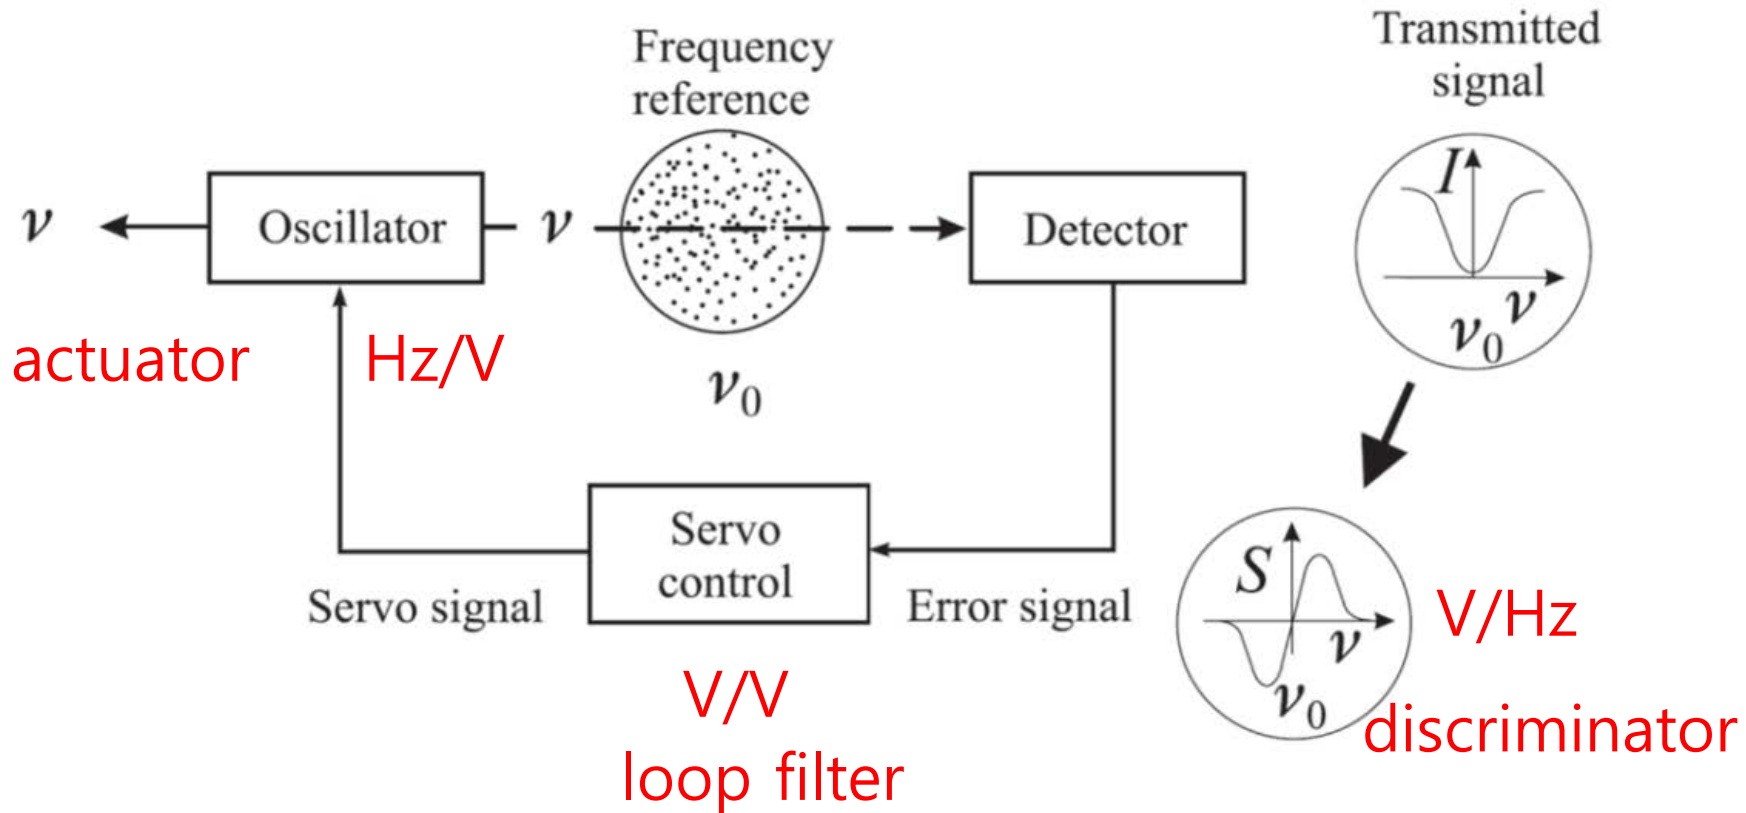 Frequency
reference
Transmitted
signal
ν
Oscillator
ν
Detector
I
ν
ν₀
actuator
Hz/V
ν₀
Servo
control
Servo signal
Error signal
S
ν
ν₀
V/Hz
discriminator
V/V
loop filter